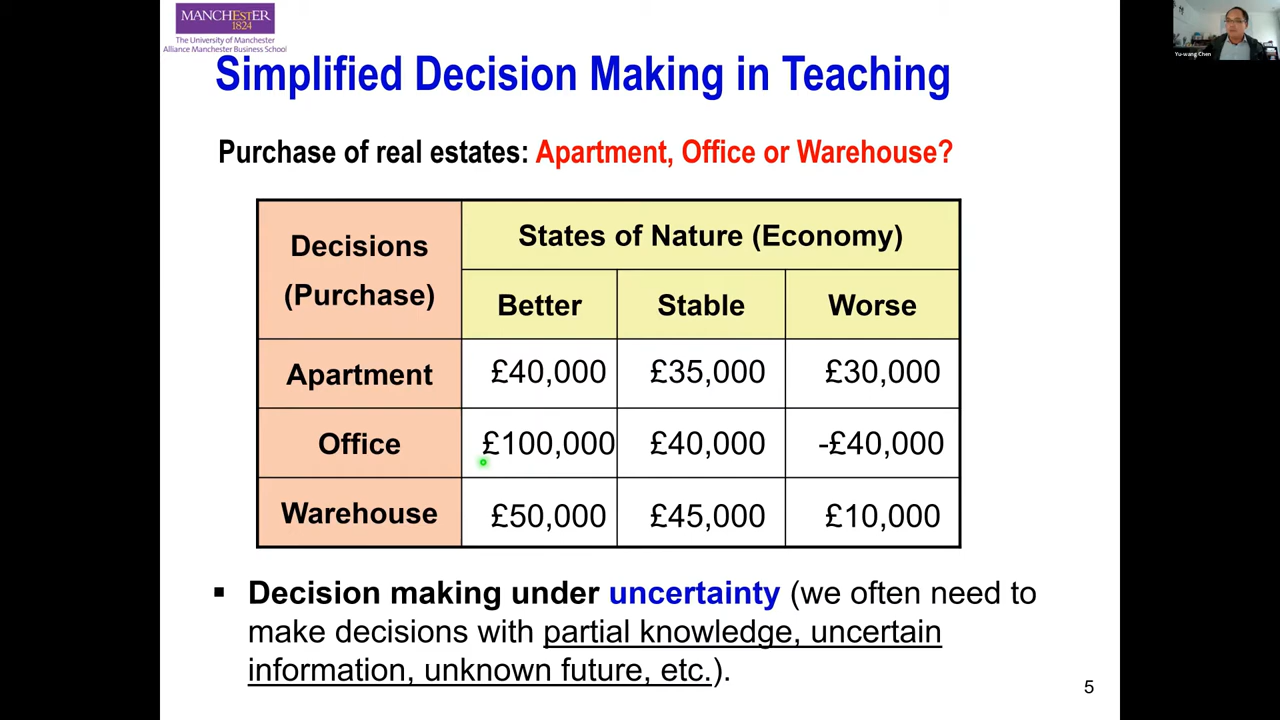 MANCHESTER
1824
The University of Manchester
Alliance Manchester Business School
Yu-wang Chen
Simplified Decision Making in Teaching
Purchase of real estates: Apartment, Office or Warehouse?
Decisions
(Purchase)
States of Nature (Economy)
Better Stable Worse
Apartment £40,000 £35,000 £30,000
Office £100,000 £40,000 -£40,000
Warehouse £50,000 £45,000 £10,000
▪ Decision making under uncertainty (we often need to
make decisions with partial knowledge, uncertain
information, unknown future, etc.).
5